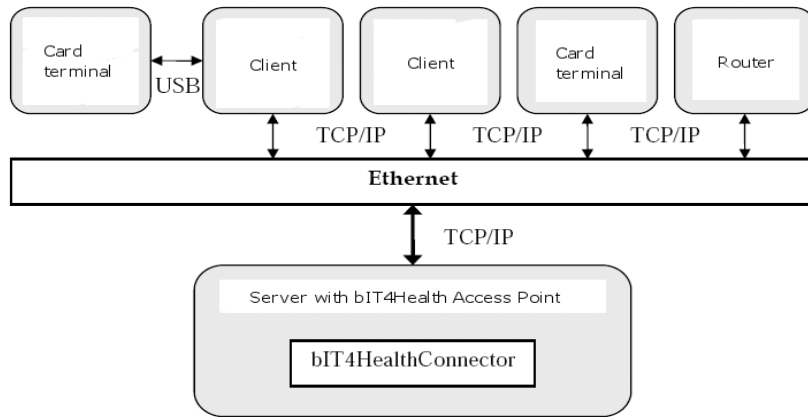 Card
terminal
USB
Client
Client
Card
terminal
Router
TCP/IP
TCP/IP
TCP/IP
Ethernet
TCP/IP
Server with bIT4Health Access Point
bIT4HealthConnector